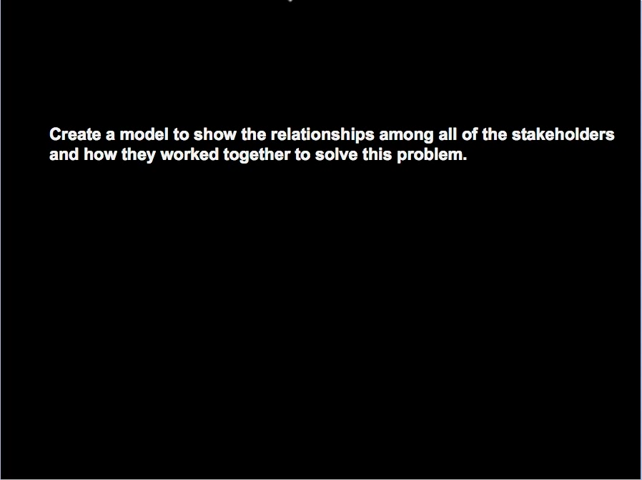 Create a model to show the relationships among all of the stakeholders
and how they worked together to solve this problem.